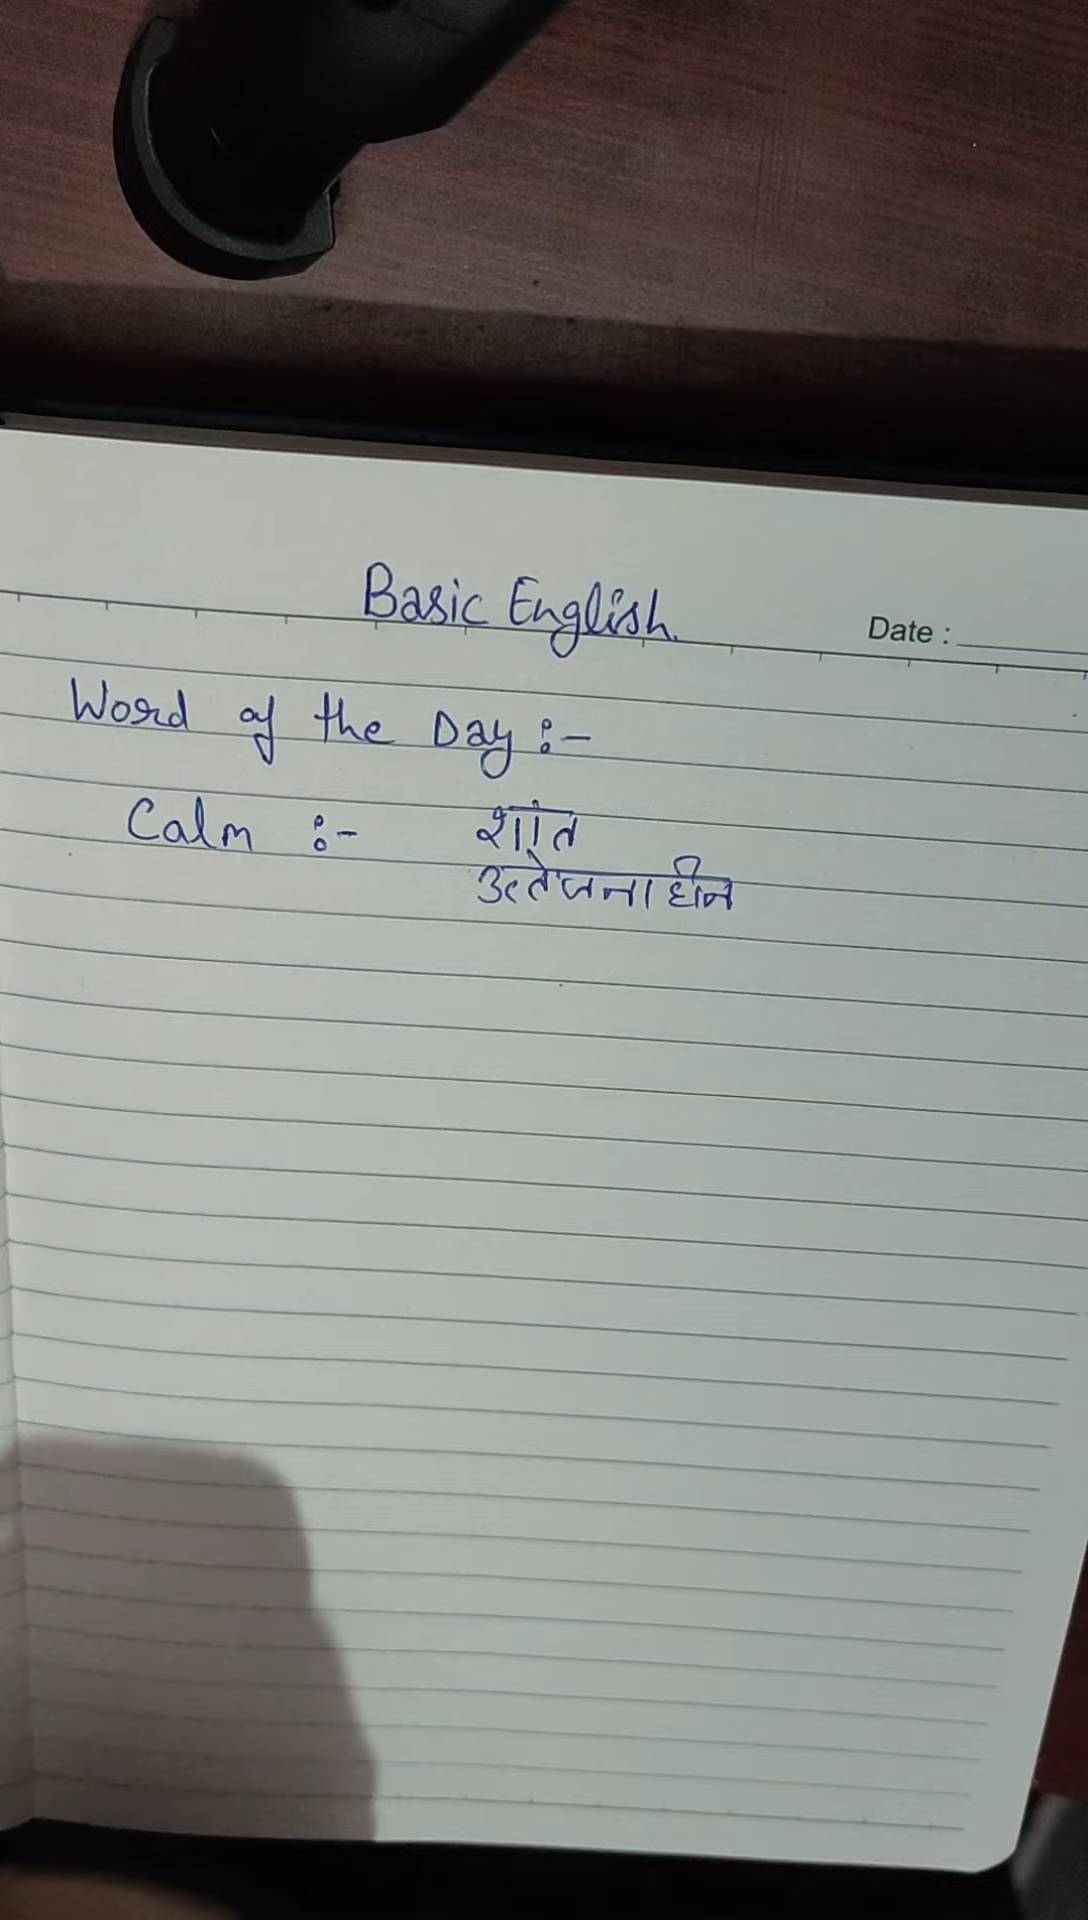 Basic English.
Date :
Word of the Day :-
Calm :- शांत
उत्तेजनाहीन